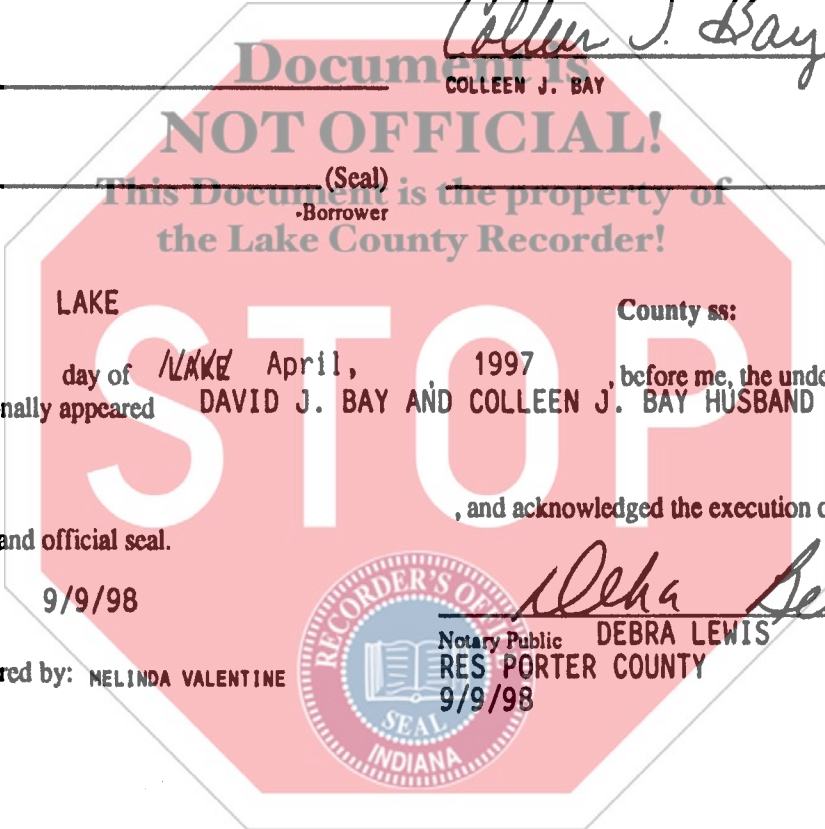 Colleen J. Bay
Document is
COLLEEN J. BAY
NOT OFFICIAL!
(Seal)
This Document is the property of
-Borrower
the Lake County Recorder!
LAKE County ss:
STOP
day of LAKE April, , 1997 , before me, the unde
nally appeared DAVID J. BAY AND COLLEEN J. BAY HUSBAND
, and acknowledged the execution o
and official seal.
9/9/98
Notary Public DEBRA LEWIS
red by: MELINDA VALENTINE RES PORTER COUNTY
9/9/98
RECORDER'S OFFICE
SEAL
INDIANA